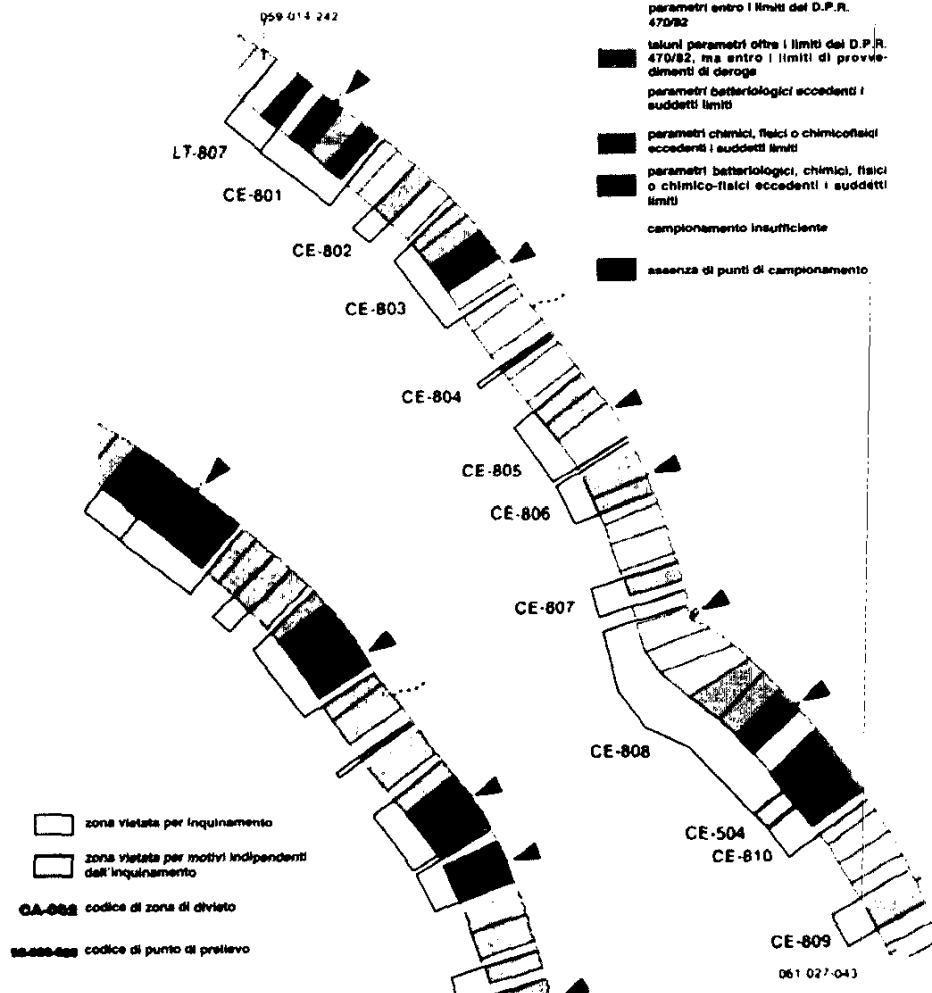 059 014 242
parametri entro i limiti del D.P.R.
470/82
taluni parametri oltre i limiti del D.P.R.
470/82, ma entro i limiti di provve-
dimenti di deroga
parametri batteriologici eccedenti i
suddetti limiti
parametri chimici, fisici o chimicofisici
eccedenti i suddetti limiti
parametri batteriologici, chimici, fisici
o chimico-fisici eccedenti i suddetti
limiti
campionamento insufficiente
assenza di punti di campionamento
LT-807
CE-801
CE-802
CE-803
CE-804
CE-805
CE-806
CE-807
CE-808
CE-504
CE-810
CE-809
061 027-043
zona vietata per inquinamento
zona vietata per motivi indipendenti
dall'inquinamento
CA-002 codice di zona di divieto
codice di punto di prelievo